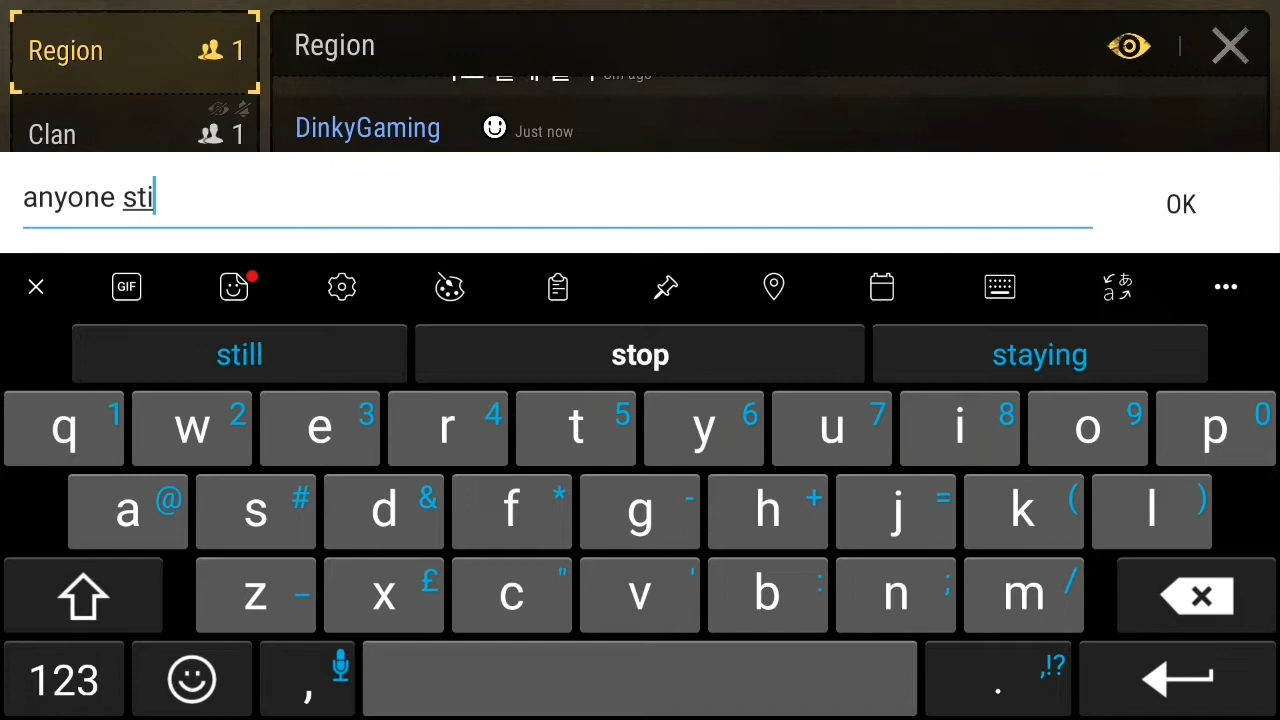 Region 1
Region
Clan 1
DinkyGaming Just now
anyone sti
OK
GIF
still stop staying
q 1 w 2 e 3 r 4 t 5 y 6 u 7 i 8 o 9 p 0
a @ s # d & f * g - h + j = k ( l )
z _ x £ c " v ' b : n ; m /
123 , . ,!?